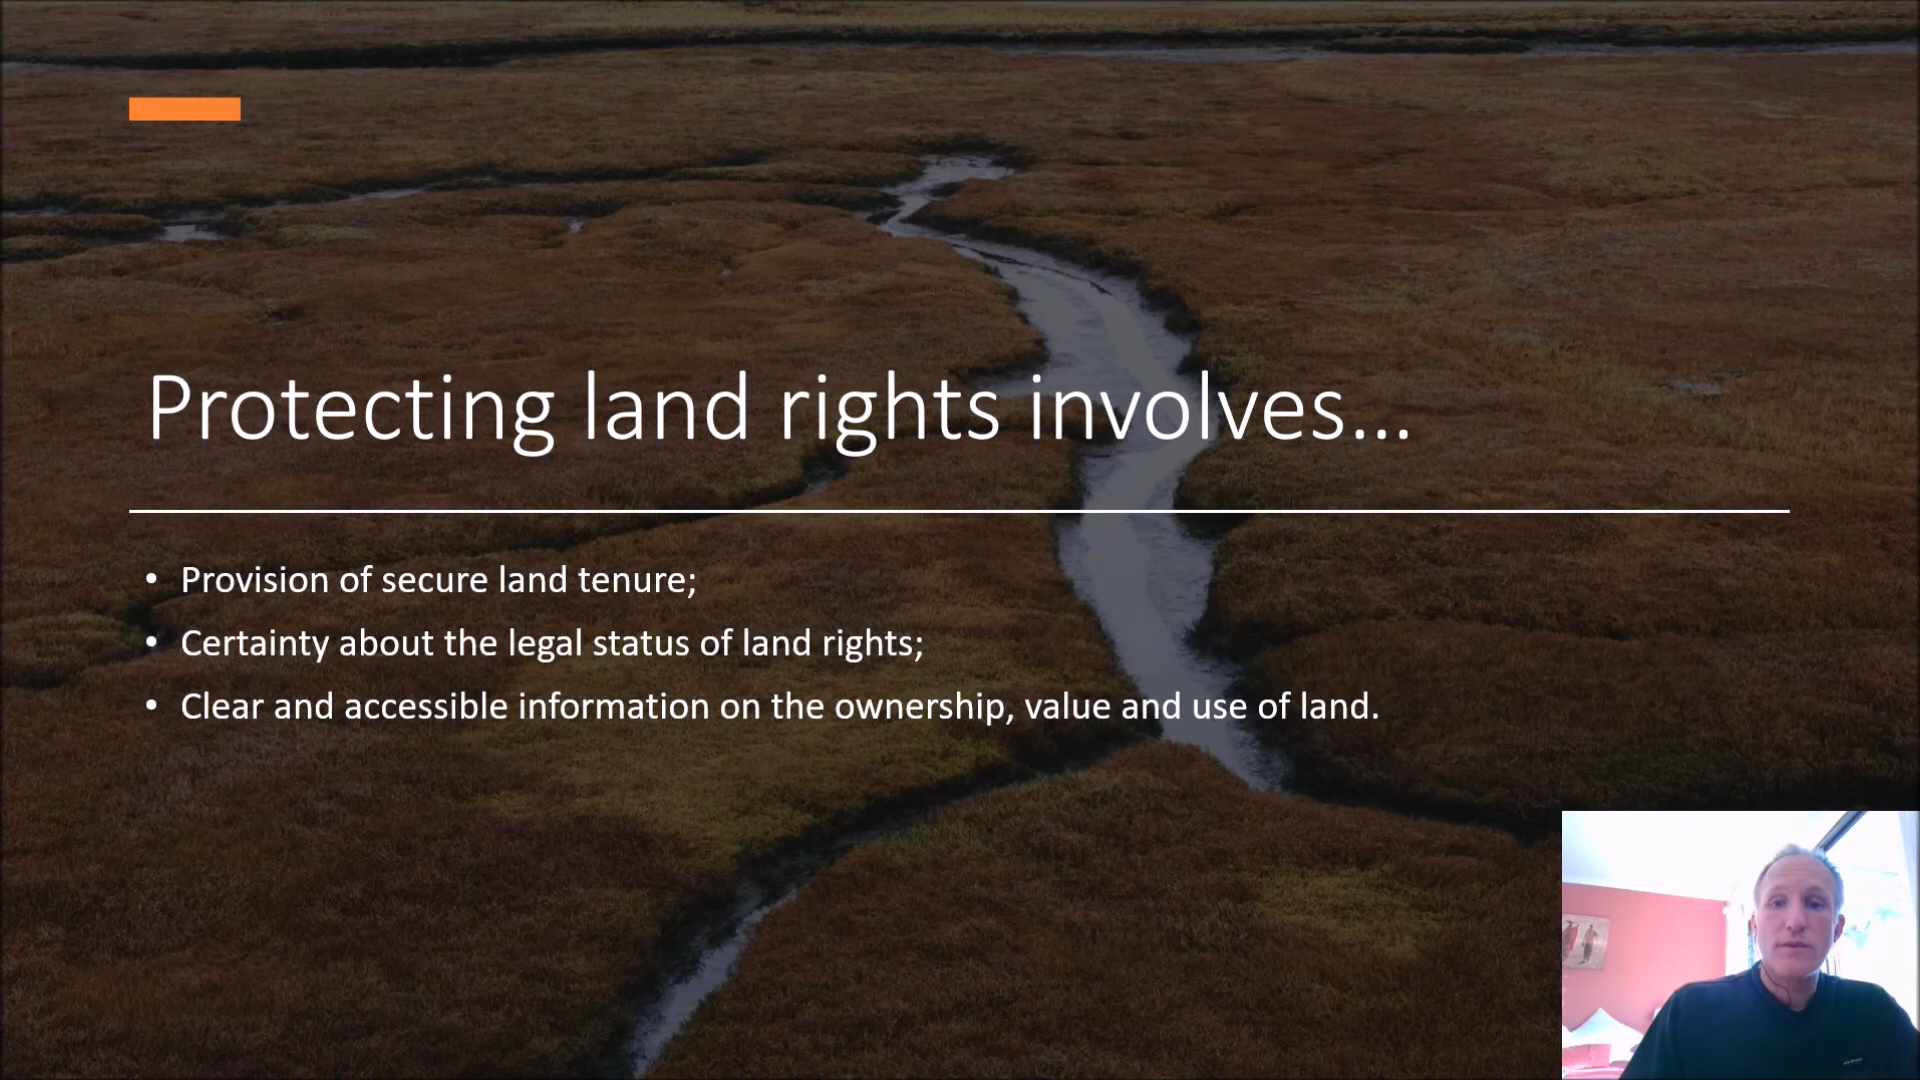 Protecting land rights involves...
• Provision of secure land tenure;
• Certainty about the legal status of land rights;
• Clear and accessible information on the ownership, value and use of land.